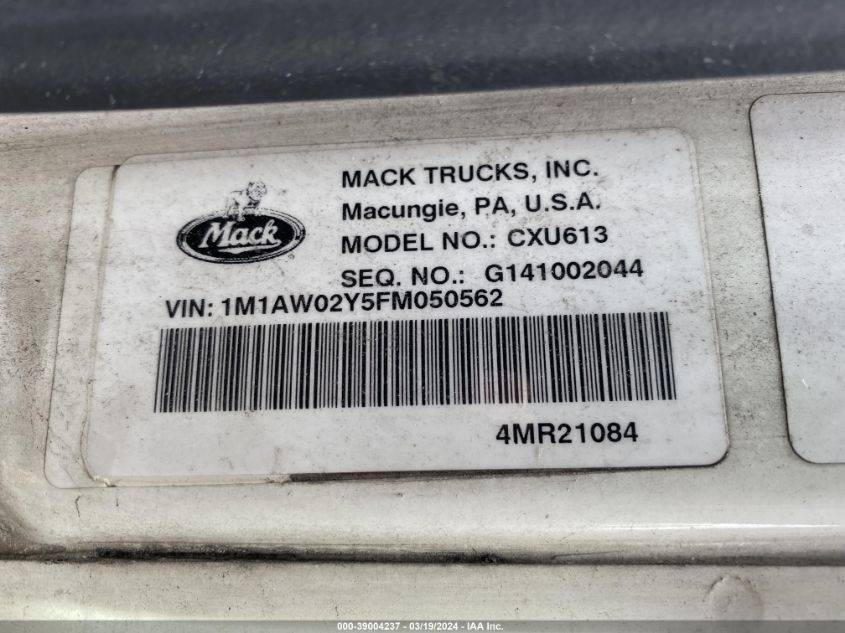 Mack
MACK TRUCKS, INC.
Macungie, PA, U.S.A.
MODEL NO.: CXU613
SEQ. NO.: G141002044
VIN: 1M1AW02Y5FM050562
4MR21084
000-39004237 - 03/19/2024 - IAA Inc.